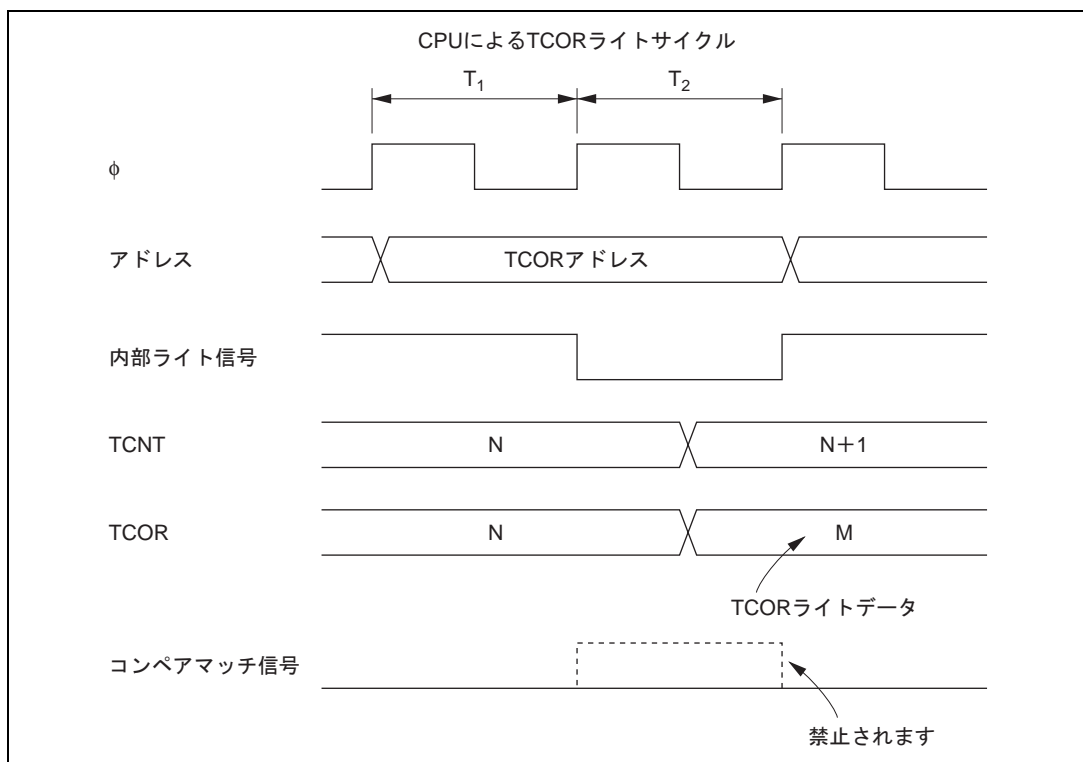 CPUによるTCORライトサイクル
T1 T2
φ
アドレス TCORアドレス
内部ライト信号
TCNT N N+1
TCOR N M
TCORライトデータ
コンペアマッチ信号
禁止されます